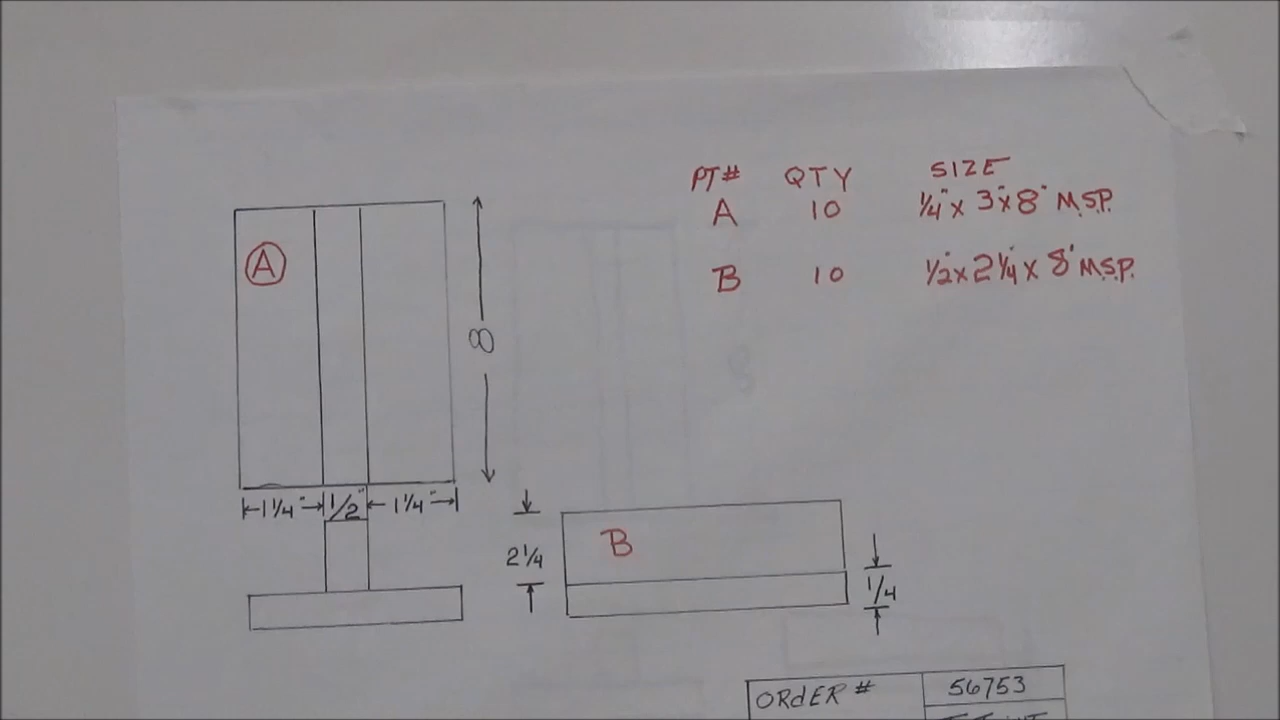 PT# QTY SIZE
A 10 1/4" x 3" x 8" M.S.P.
B 10 1/2" x 2 1/4" x 8" M.S.P.
A
8
1 1/4" 1/2" 1 1/4"
2 1/4
B
1/4
ORdER # 56753